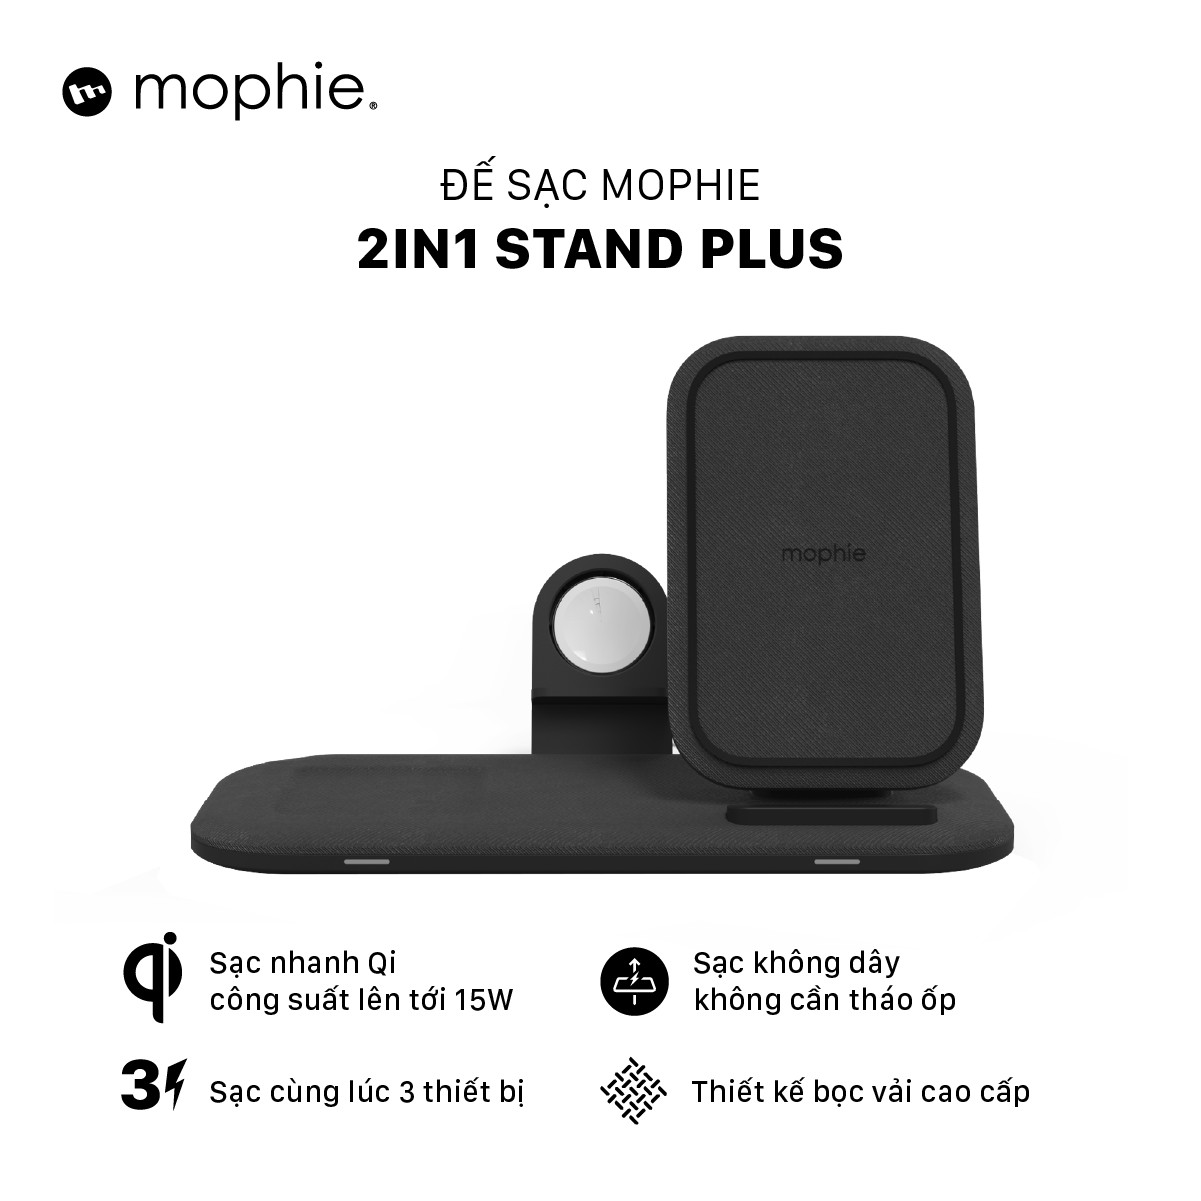 mophie®
ĐẾ SẠC MOPHIE
2IN1 STAND PLUS
mophie
Sạc nhanh Qi
công suất lên tới 15W
Sạc không dây
không cần tháo ốp
3
Sạc cùng lúc 3 thiết bị
Thiết kế bọc vải cao cấp